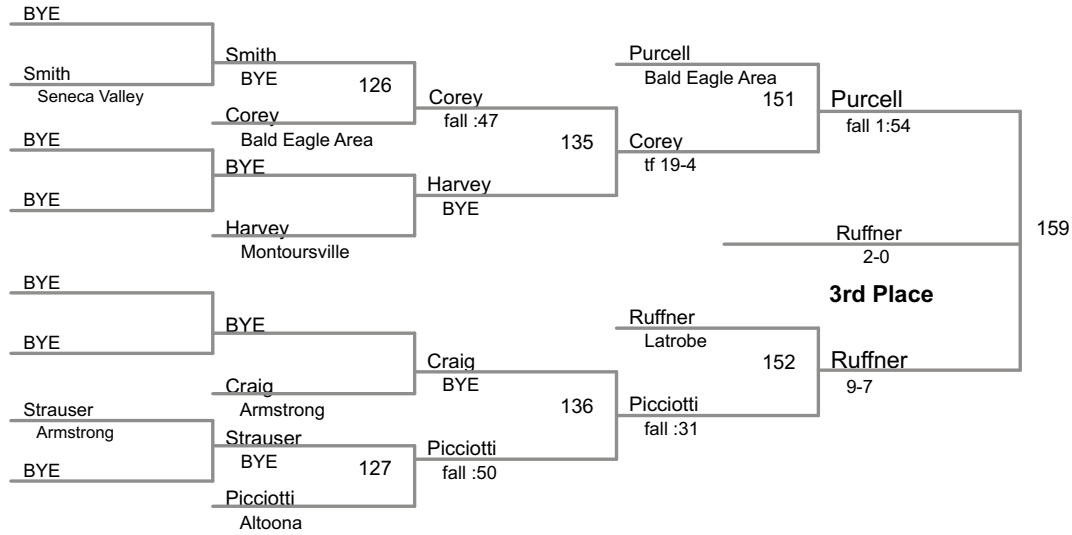 BYE
Smith
Seneca Valley
BYE
BYE
BYE
BYE
Strauser
Armstrong
BYE
Smith
BYE
126
Corey
Bald Eagle Area
BYE
Harvey
Montoursville
BYE
Craig
Armstrong
Strauser
BYE
127
Picciotti
Altoona
Corey
fall :47
135
Harvey
BYE
Craig
BYE
136
Picciotti
fall :50
Purcell
Bald Eagle Area
151
Corey
tf 19-4
Ruffner
Latrobe
152
Picciotti
fall :31
Purcell
fall 1:54
Ruffner
2-0
159
3rd Place
Ruffner
9-7